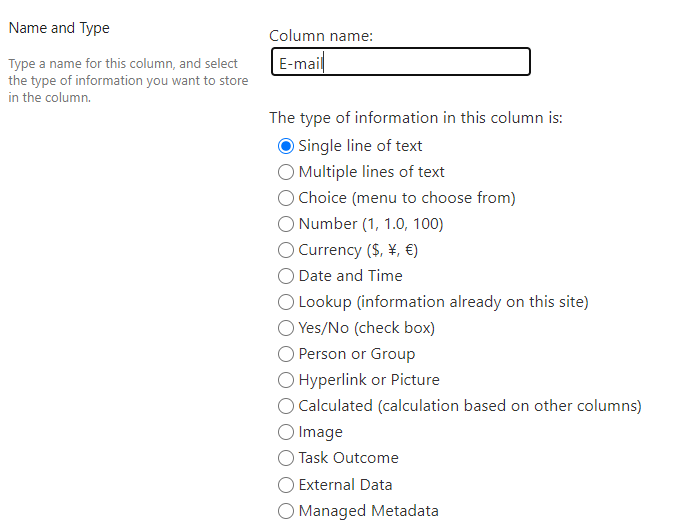 Name and Type
Type a name for this column, and select
the type of information you want to store
in the column.
Column name:
E-mail
The type of information in this column is:
Single line of text
Multiple lines of text
Choice (menu to choose from)
Number (1, 1.0, 100)
Currency ($, ¥, €)
Date and Time
Lookup (information already on this site)
Yes/No (check box)
Person or Group
Hyperlink or Picture
Calculated (calculation based on other columns)
Image
Task Outcome
External Data
Managed Metadata